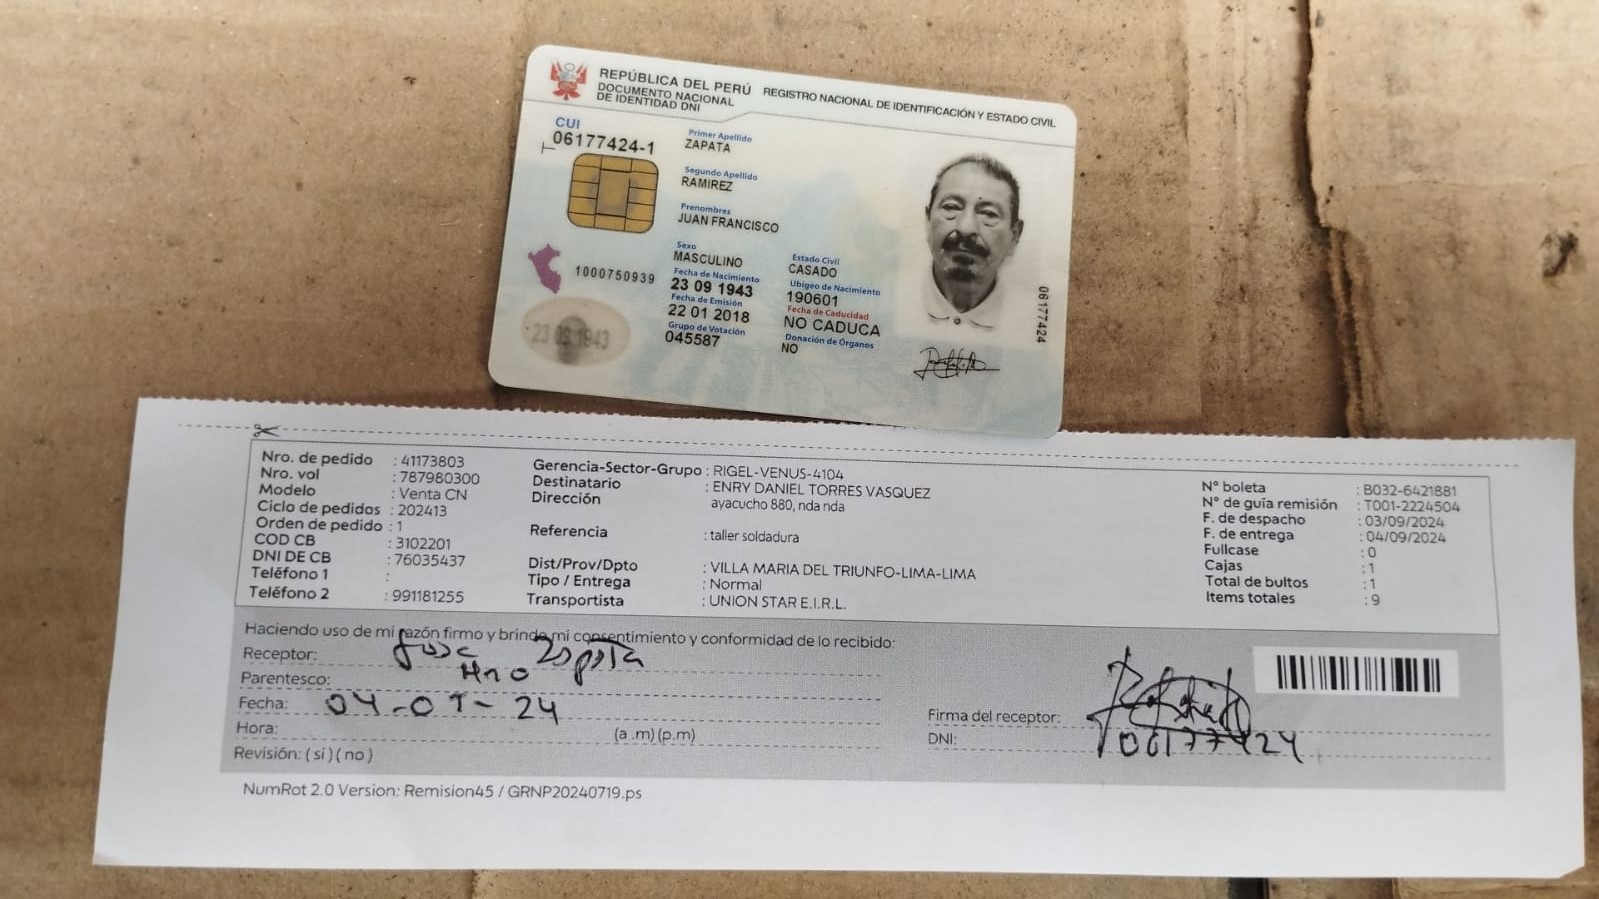 REPÚBLICA DEL PERÚ REGISTRO NACIONAL DE IDENTIFICACIÓN Y ESTADO CIVIL
DOCUMENTO NACIONAL
DE IDENTIDAD DNI
CUI
06177424-1
Primer Apellido
ZAPATA
Segundo Apellido
RAMIREZ
Prenombres
JUAN FRANCISCO
Sexo
MASCULINO
Estado Civil
CASADO
Fecha de Nacimiento
23 09 1943
Ubigeo de Nacimiento
190601
Fecha de Emisión
22 01 2018
Fecha de Caducidad
NO CADUCA
Grupo de Votación
045587
Donación de Órganos
NO
1000750939
23 09 1943
06177424
Nro. de pedido : 41173803
Nro. vol : 787980300
Modelo : Venta CN
Ciclo de pedidos : 202413
Orden de pedido : 1
COD CB : 3102201
DNI DE CB : 76035437
Teléfono 1 :
Teléfono 2 : 991181255
Gerencia-Sector-Grupo : RIGEL-VENUS-4104
Destinatario : ENRY DANIEL TORRES VASQUEZ
Dirección ayacucho 880, nda nda
Referencia : taller soldadura
Dist/Prov/Dpto : VILLA MARIA DEL TRIUNFO-LIMA-LIMA
Tipo / Entrega : Normal
Transportista : UNION STAR E.I.R.L.
N° boleta : B032-6421881
N° de guía remisión : T001-2224504
F. de despacho : 03/09/2024
F. de entrega : 04/09/2024
Fullcase : 0
Cajas : 1
Total de bultos : 1
Items totales : 9
Haciendo uso de mi razón firmo y brindo mi consentimiento y conformidad de lo recibido:
Receptor: Zapata
Parentesco:
Fecha: 04-09-24
Hora: (a .m) (p.m)
Revisión: ( si ) ( no )
Firma del receptor:
DNI: 06177424
NumRot 2.0 Version: Remision45 / GRNP20240719.ps